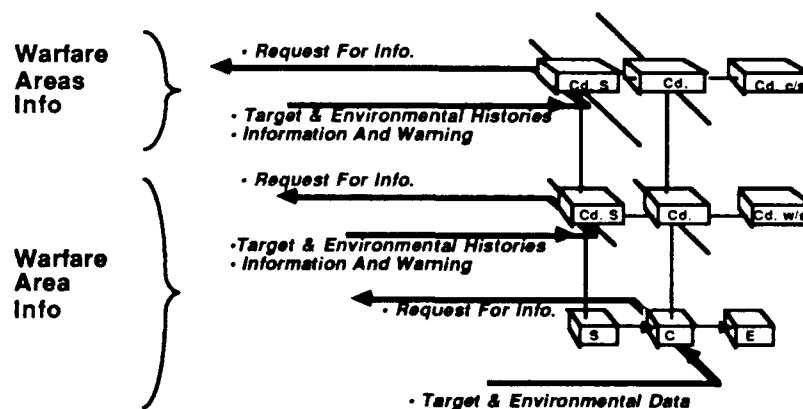 Warfare
Areas
Info
• Request For Info.
Cd. S
Cd.
Cd. c/s
• Target & Environmental Histories
• Information And Warning
• Request For Info.
Cd. S
Cd.
Cd. w/s
Warfare
Area
Info
•Target & Environmental Histories
• Information And Warning
• Request For Info.
S
C
E
• Target & Environmental Data